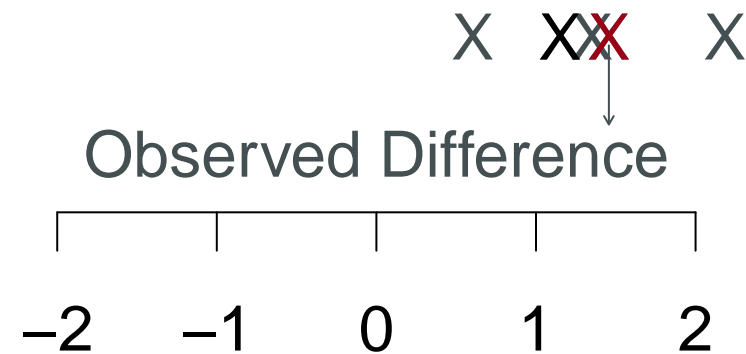 X XXX X
Observed Difference
–2 –1 0 1 2